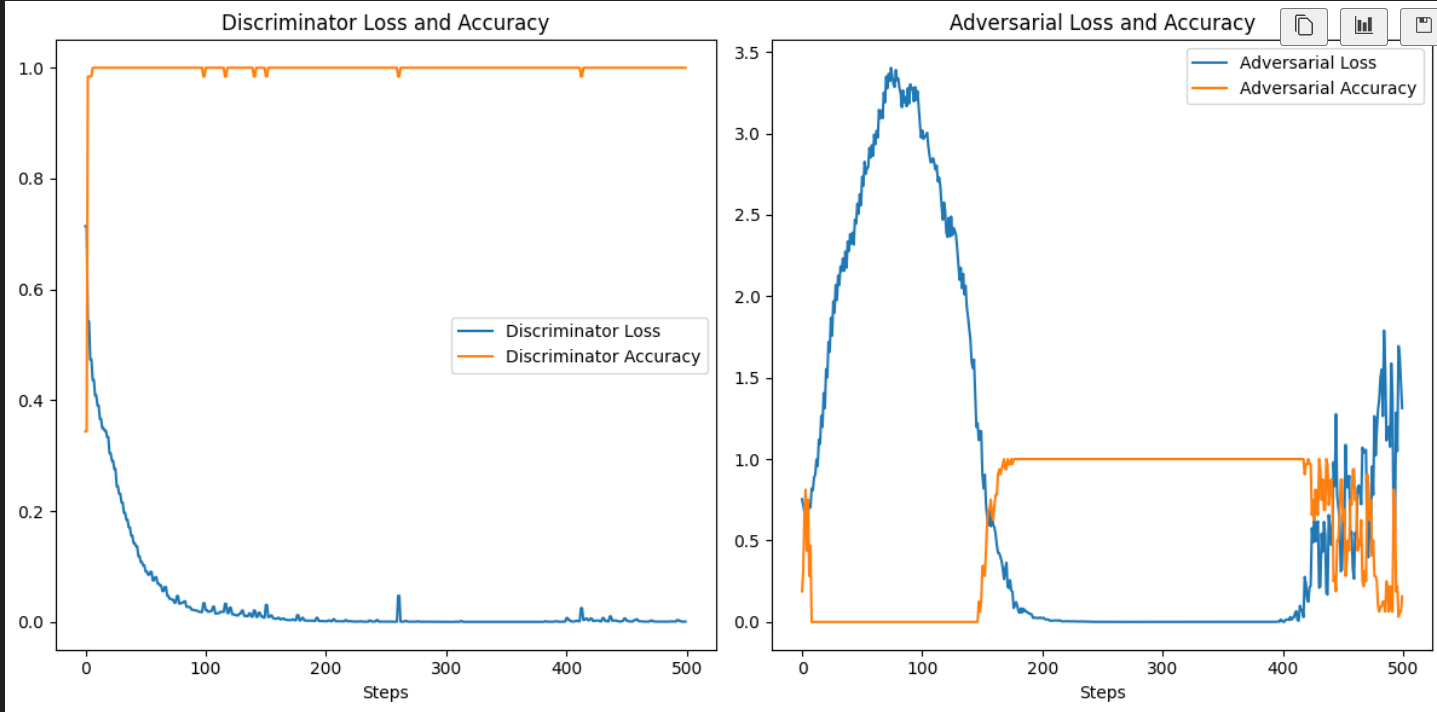 Discriminator Loss and Accuracy
1.0
0.8
0.6
0.4
0.2
0.0
Discriminator Loss
Discriminator Accuracy
0 100 200 300 400 500
Steps
Adversarial Loss and Accuracy
3.5
3.0
2.5
2.0
1.5
1.0
0.5
0.0
Adversarial Loss
Adversarial Accuracy
0 100 200 300 400 500
Steps